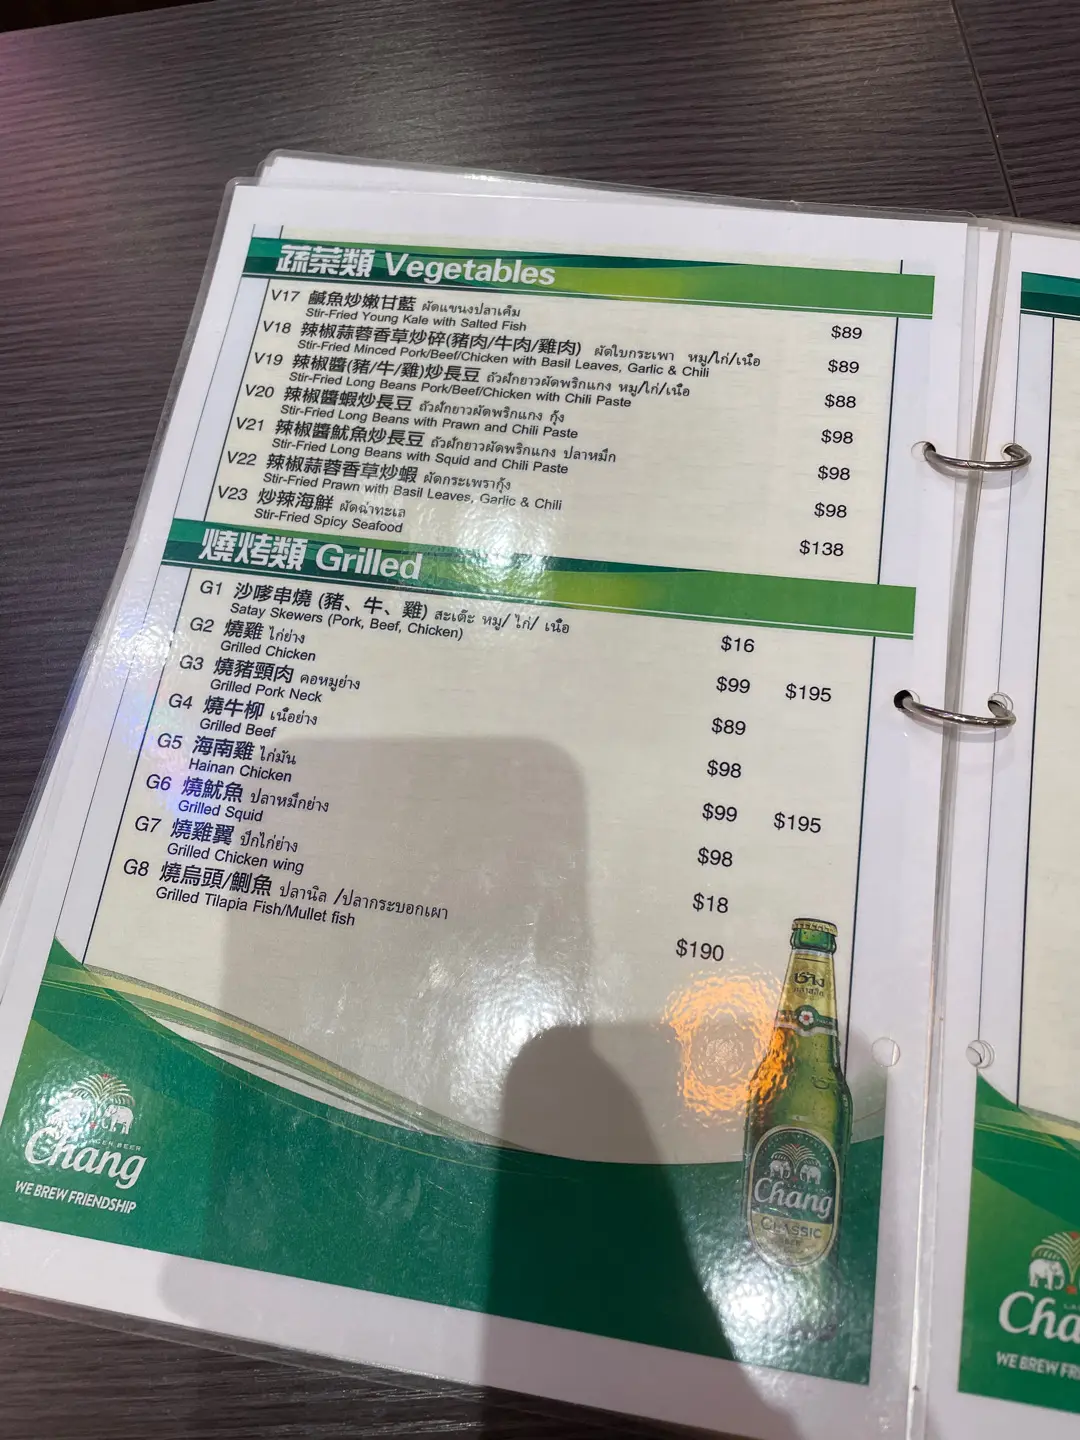 蔬菜類 Vegetables
V17 鹹魚炒嫩甘藍 ผัดแขนงปลาเค็ม $89
Stir-Fried Young Kale with Salted Fish
V18 辣椒蒜蓉香草炒碎(豬肉/牛肉/雞肉) ผัดใบกระเพา หมู/ไก่/เนื้อ $89
Stir-Fried Minced Pork/Beef/Chicken with Basil Leaves, Garlic & Chili
V19 辣椒醬(豬/牛/雞)炒長豆 ถัวฝักยาวผัดพริกแกง หมู/ไก่/เนื้อ $88
Stir-Fried Long Beans Pork/Beef/Chicken with Chili Paste
V20 辣椒醬蝦炒長豆 ถัวฝักยาวผัดพริกแกง กุ้ง $98
Stir-Fried Long Beans with Prawn and Chili Paste
V21 辣椒醬魷魚炒長豆 ถัวฝักยาวผัดพริกแกง ปลาหมึก $98
Stir-Fried Long Beans with Squid and Chili Paste
V22 辣椒蒜蓉香草炒蝦 ผัดกระเพรากุ้ง $98
Stir-Fried Prawn with Basil Leaves, Garlic & Chili
V23 炒辣海鮮 ผัดฉ่าทะเล $138
Stir-Fried Spicy Seafood
燒烤類 Grilled
G1 沙嗲串燒 (豬、牛、雞) สะเต๊ะ หมู/ ไก่/ เนื้อ $16
Satay Skewers (Pork, Beef, Chicken)
G2 燒雞 ไก่ย่าง $99 $195
Grilled Chicken
G3 燒豬頸肉 คอหมูย่าง $89
Grilled Pork Neck
G4 燒牛柳 เนื้อย่าง $98
Grilled Beef
G5 海南雞 ไก่มัน $99 $195
Hainan Chicken
G6 燒魷魚 ปลาหมึกย่าง $98
Grilled Squid
G7 燒雞翼 ปีกไก่ย่าง $18
Grilled Chicken wing
G8 燒烏頭/鰂魚 ปลานิล /ปลากระบอกเผา $190
Grilled Tilapia Fish/Mullet fish
ช้าง
Chang
CLASSIC
LAGER BEER
Chang
WE BREW FRIENDSHIP
Cha
WE BREW FR